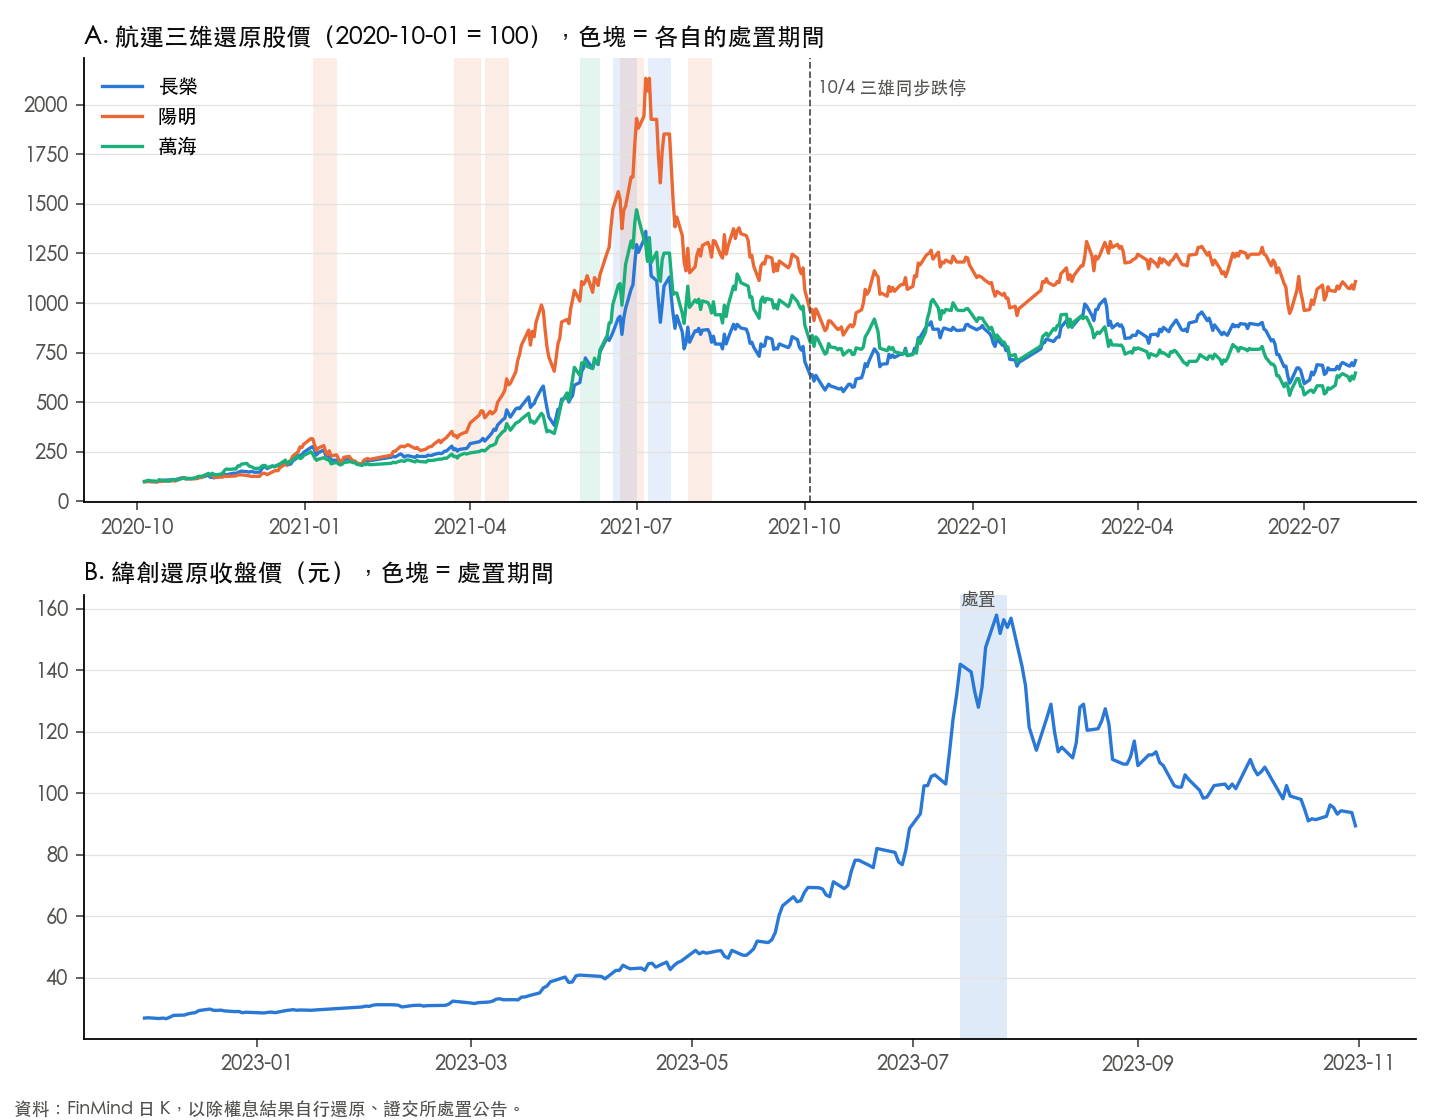 A. 航運三雄還原股價（2020-10-01 = 100），色塊 = 各自的處置期間
長榮
陽明
萬海
10/4 三雄同步跌停
2000
1750
1500
1250
1000
750
500
250
0
2020-10 2021-01 2021-04 2021-07 2021-10 2022-01 2022-04 2022-07
B. 緯創還原收盤價（元），色塊 = 處置期間
處置
160
140
120
100
80
60
40
2023-01 2023-03 2023-05 2023-07 2023-09 2023-11
資料：FinMind 日 K，以除權息結果自行還原、證交所處置公告。